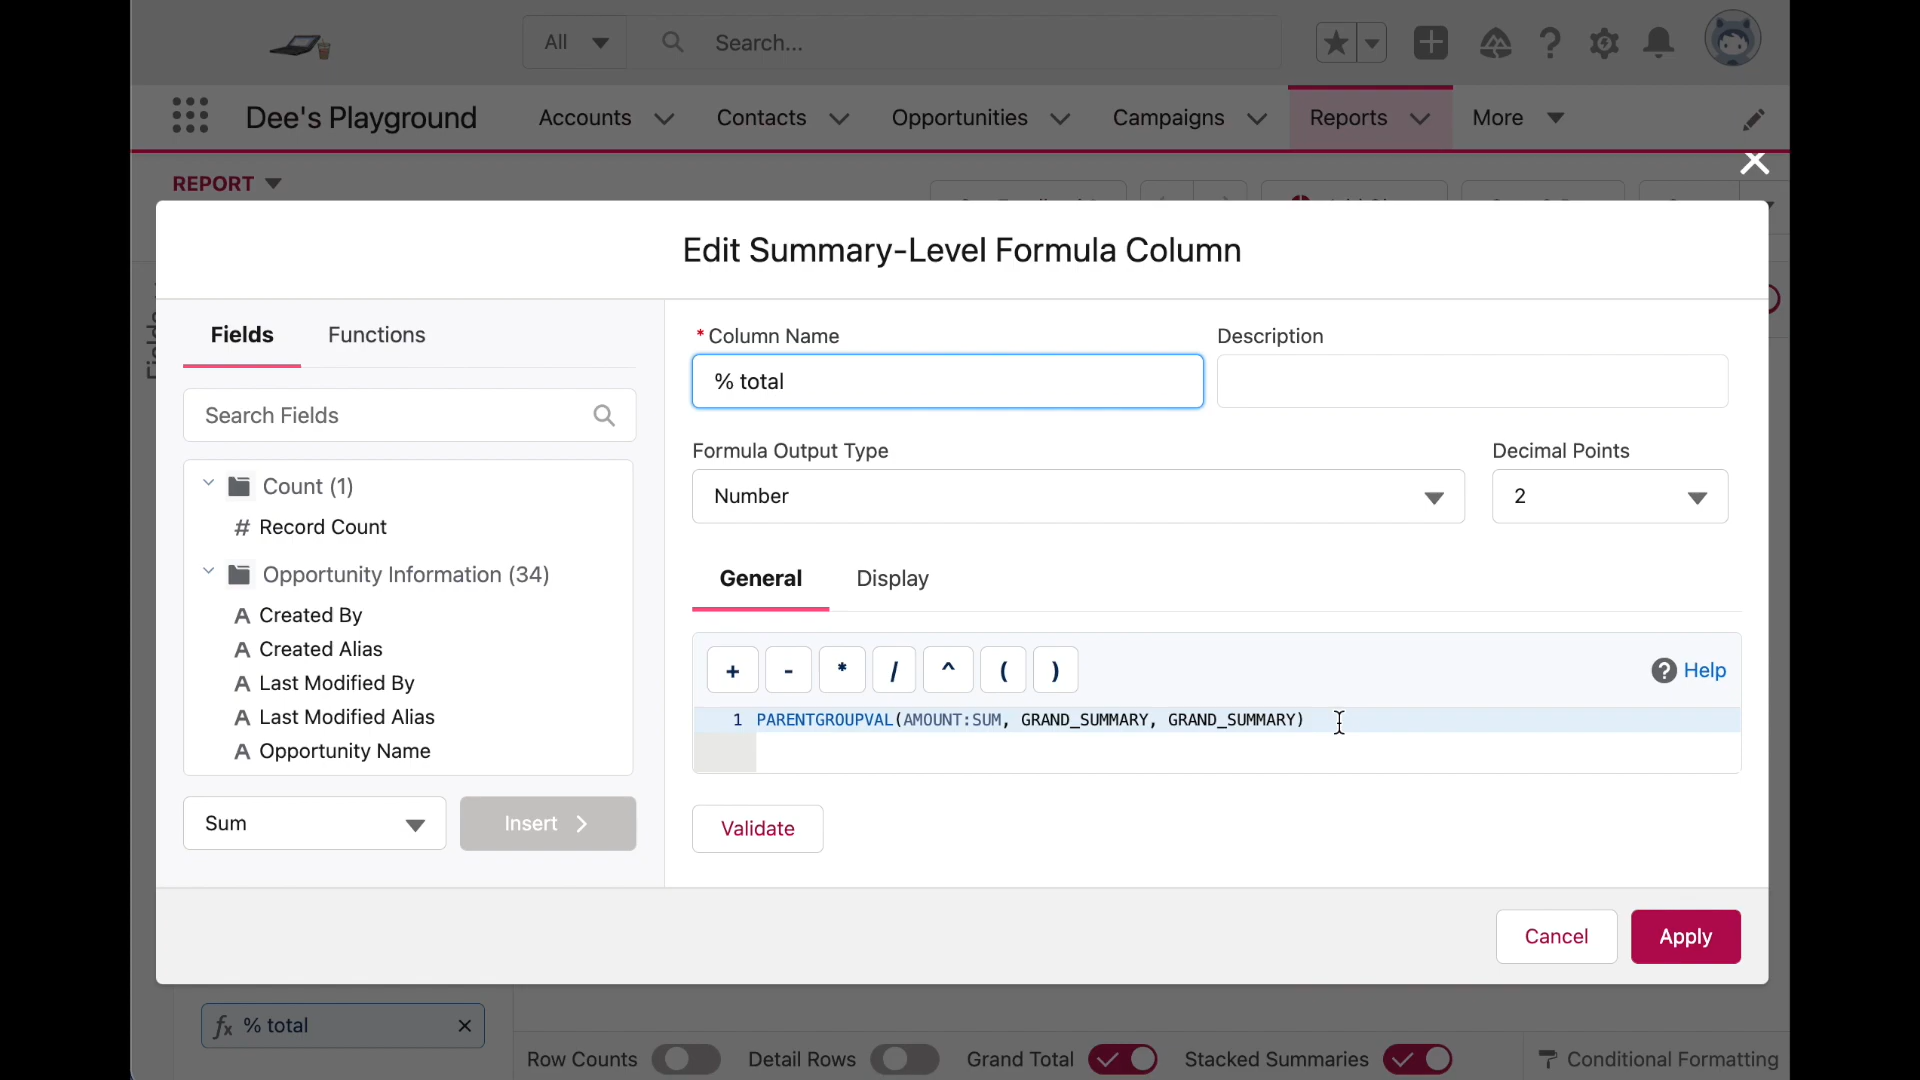 All
Search...
Dee's Playground
Accounts
Contacts
Opportunities
Campaigns
Reports
More
REPORT
Edit Summary-Level Formula Column
Fields
Functions
Search Fields
Count (1)
# Record Count
Opportunity Information (34)
A Created By
A Created Alias
A Last Modified By
A Last Modified Alias
A Opportunity Name
Sum
Insert
* Column Name
% total
Description
Formula Output Type
Number
Decimal Points
2
General
Display
+ - * / ^ ( )
Help
1 PARENTGROUPVAL(AMOUNT:SUM, GRAND_SUMMARY, GRAND_SUMMARY)
Validate
Cancel
Apply
fx % total
Row Counts
Detail Rows
Grand Total
Stacked Summaries
Conditional Formatting